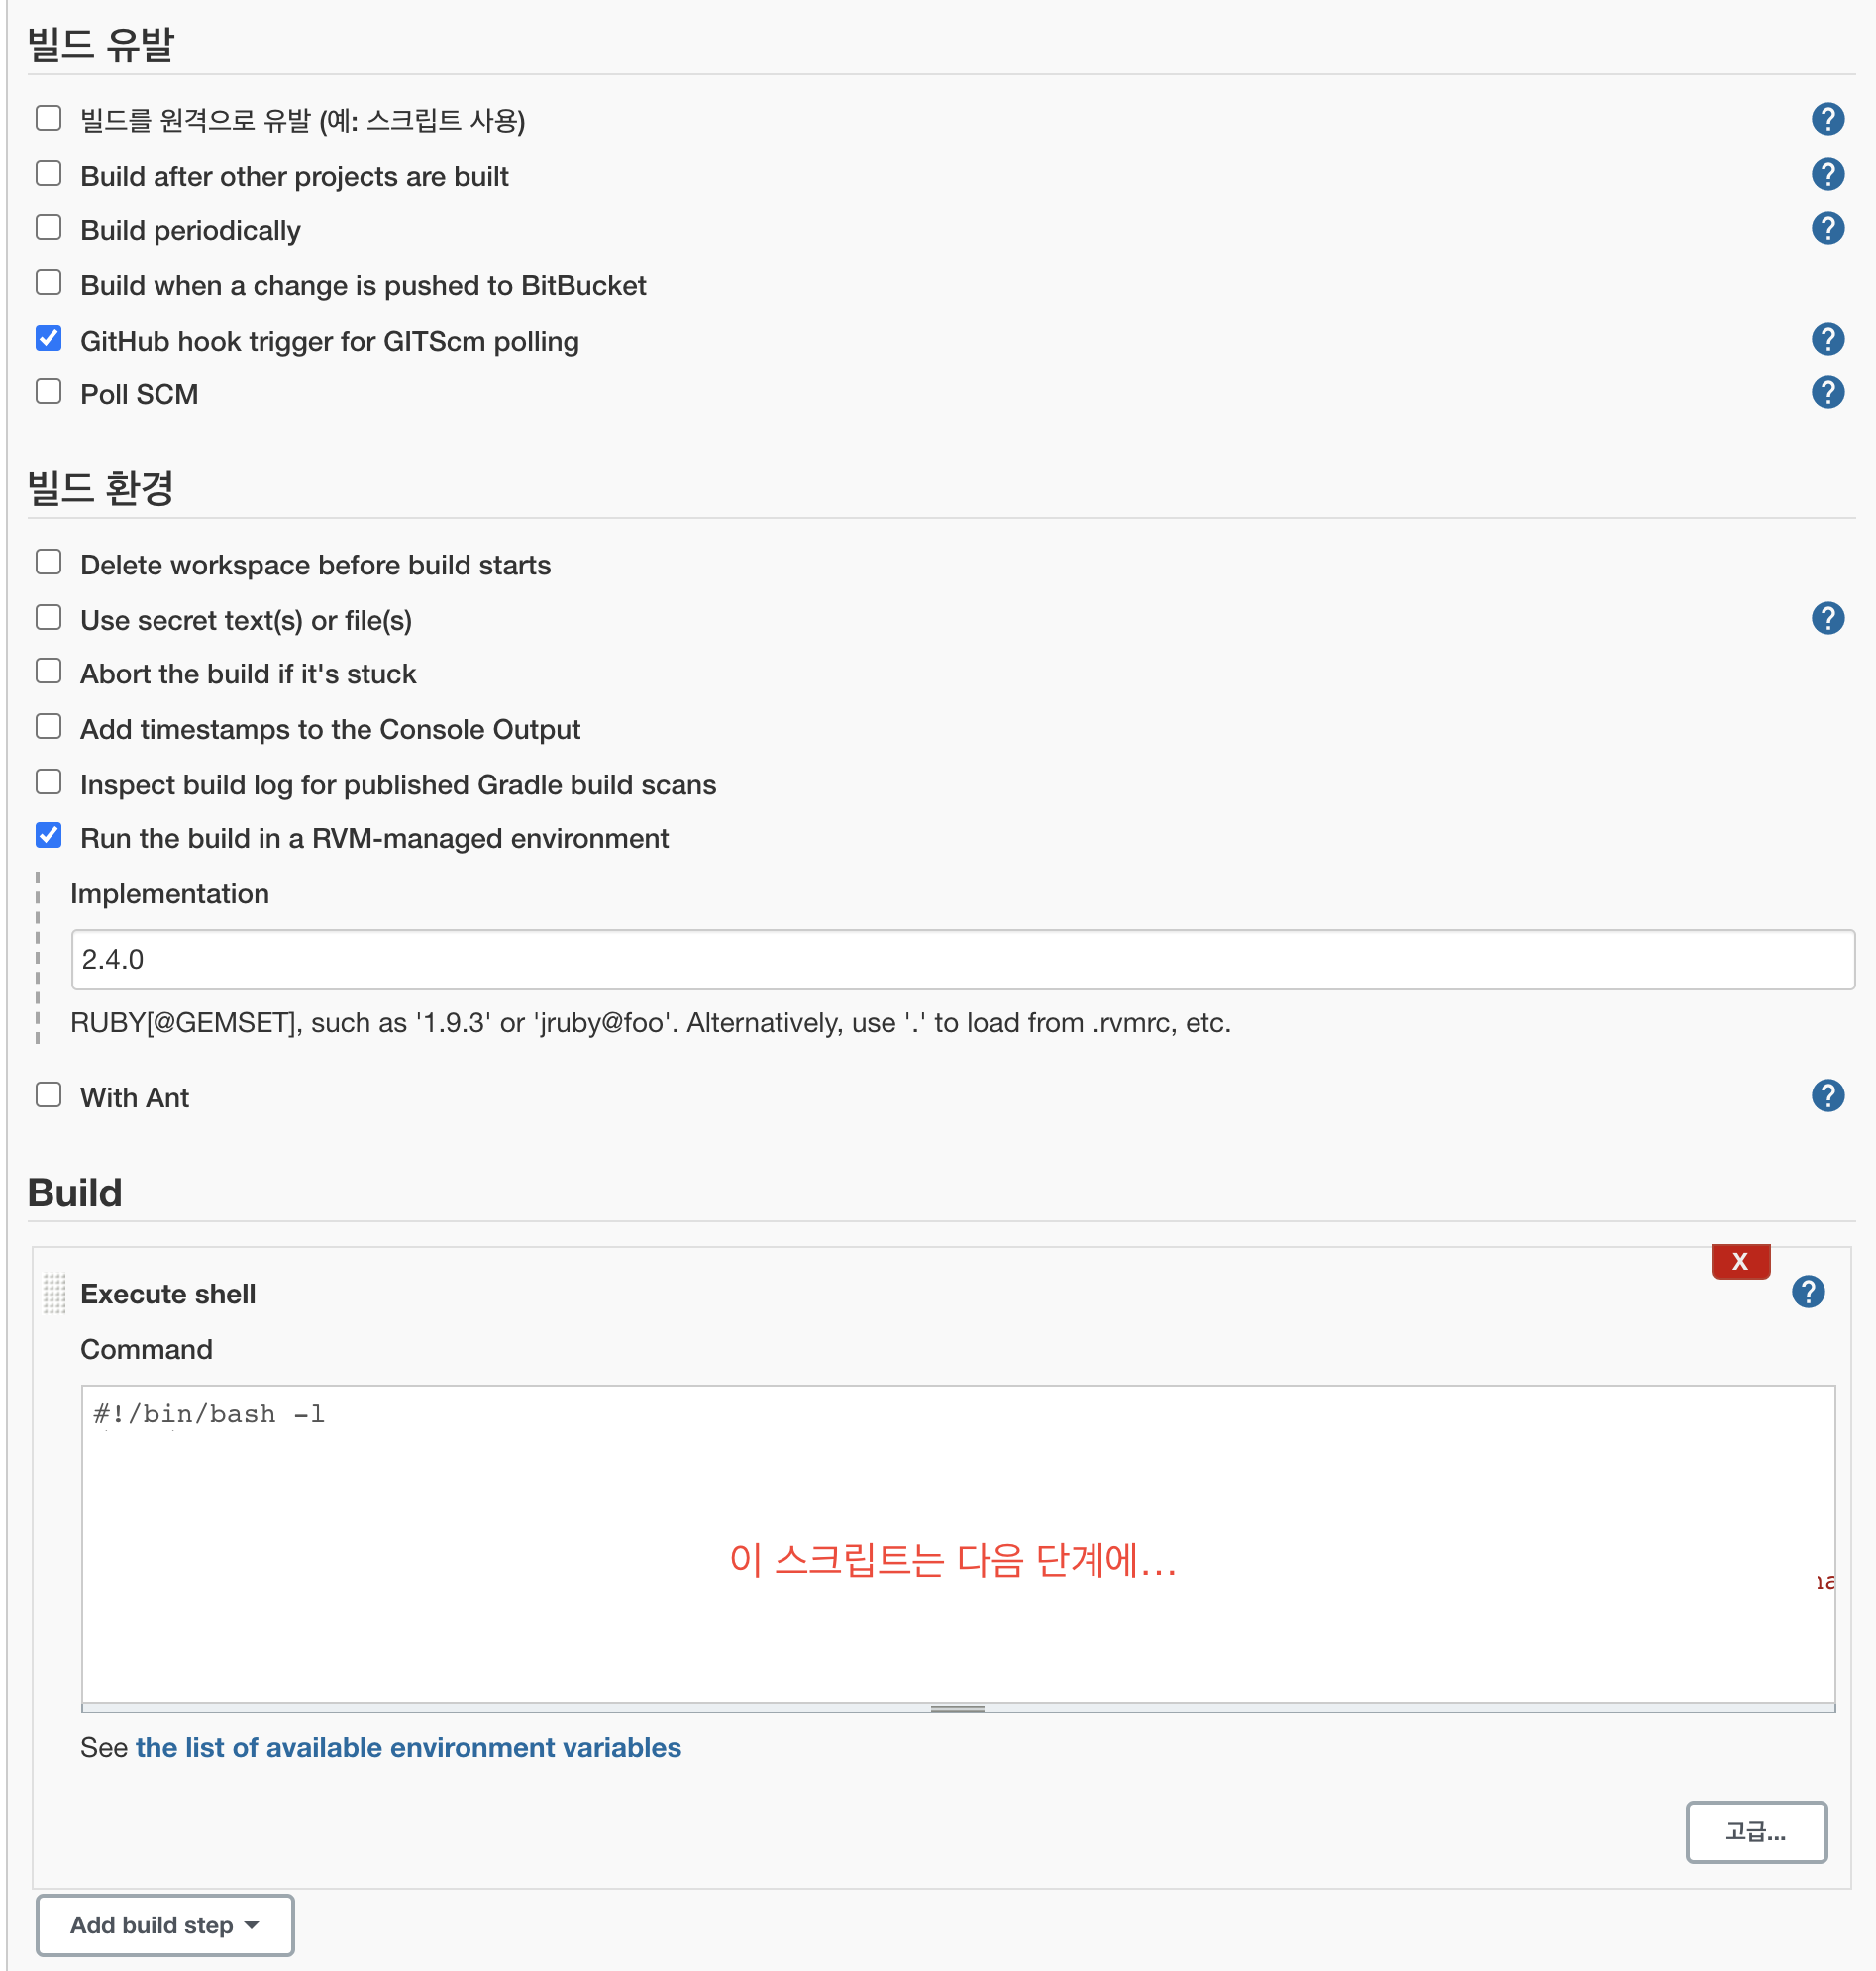 빌드 유발
빌드를 원격으로 유발 (예: 스크립트 사용)
Build after other projects are built
Build periodically
Build when a change is pushed to BitBucket
GitHub hook trigger for GITScm polling
Poll SCM
빌드 환경
Delete workspace before build starts
Use secret text(s) or file(s)
Abort the build if it's stuck
Add timestamps to the Console Output
Inspect build log for published Gradle build scans
Run the build in a RVM-managed environment
Implementation
2.4.0
RUBY[@GEMSET], such as '1.9.3' or 'jruby@foo'. Alternatively, use '.' to load from .rvmrc, etc.
With Ant
Build
X
Execute shell
Command
#!/bin/bash -l
이 스크립트는 다음 단계에...
See the list of available environment variables
고급...
Add build step